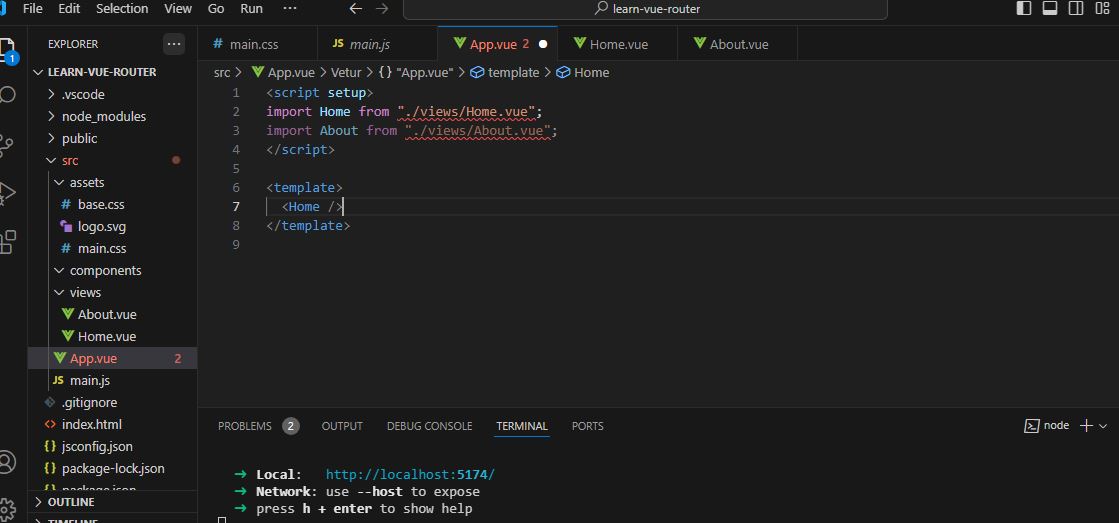 File Edit Selection View Go Run ··· ← → learn-vue-router
EXPLORER ··· # main.css JS main.js App.vue 2 Home.vue About.vue
1
LEARN-VUE-ROUTER
src > App.vue > Vetur > {} "App.vue" > template > Home
.vscode
node_modules
public
src
assets
# base.css
logo.svg
# main.css
components
views
About.vue
Home.vue
App.vue 2
JS main.js
.gitignore
<> index.html
{} jsconfig.json
{} package-lock.json
{} package.json
OUTLINE
TIMELINE
1 <script setup>
2 import Home from "./views/Home.vue";
3 import About from "./views/About.vue";
4 </script>
5
6 <template>
7 <Home />
8 </template>
9
PROBLEMS 2 OUTPUT DEBUG CONSOLE TERMINAL PORTS node
➜ Local: http://localhost:5174/
➜ Network: use --host to expose
➜ press h + enter to show help